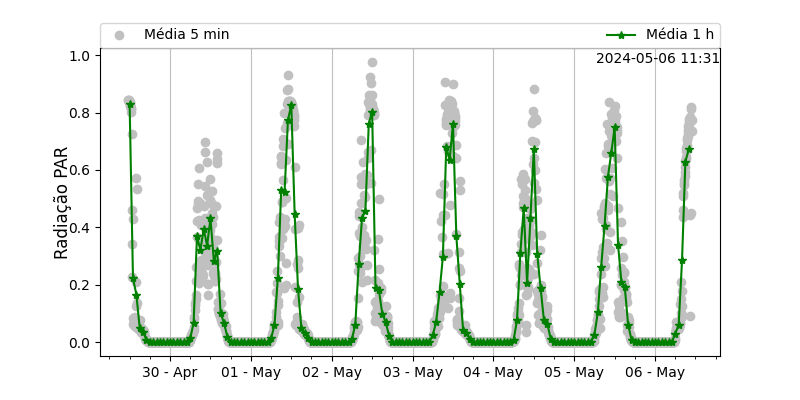 Média 5 min
Média 1 h
2024-05-06 11:31
1.0
0.8
0.6
0.4
0.2
0.0
Radiação PAR
30 - Apr
01 - May
02 - May
03 - May
04 - May
05 - May
06 - May